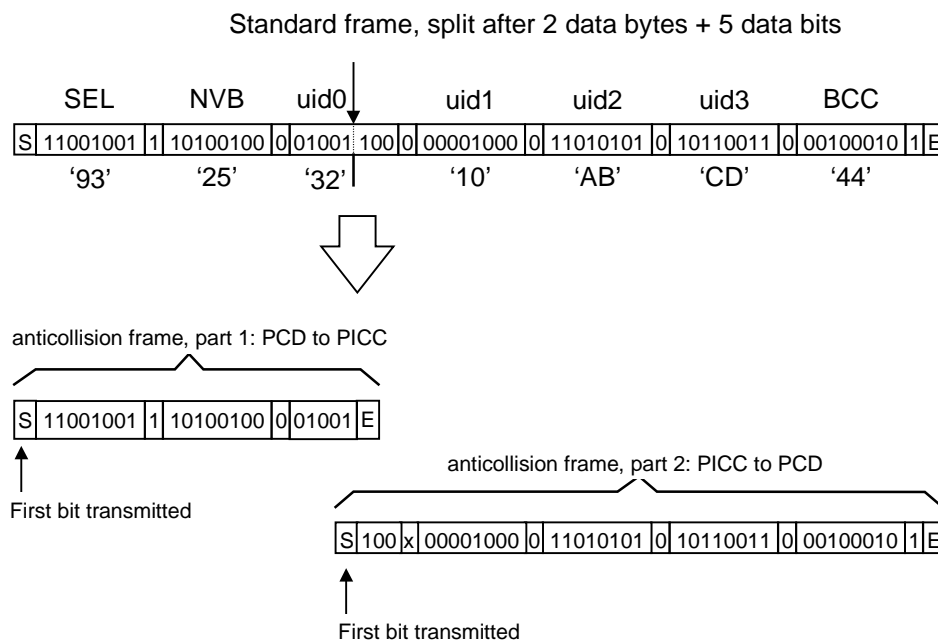 Standard frame, split after 2 data bytes + 5 data bits
SEL NVB uid0 uid1 uid2 uid3 BCC
S 11001001 1 10100100 0 01001 100 0 00001000 0 11010101 0 10110011 0 00100010 1 E
‘93’ ‘25’ ‘32’ ‘10’ ‘AB’ ‘CD’ ‘44’
anticollision frame, part 1: PCD to PICC
S 11001001 1 10100100 0 01001 E
First bit transmitted
anticollision frame, part 2: PICC to PCD
S 100 x 00001000 0 11010101 0 10110011 0 00100010 1 E
First bit transmitted